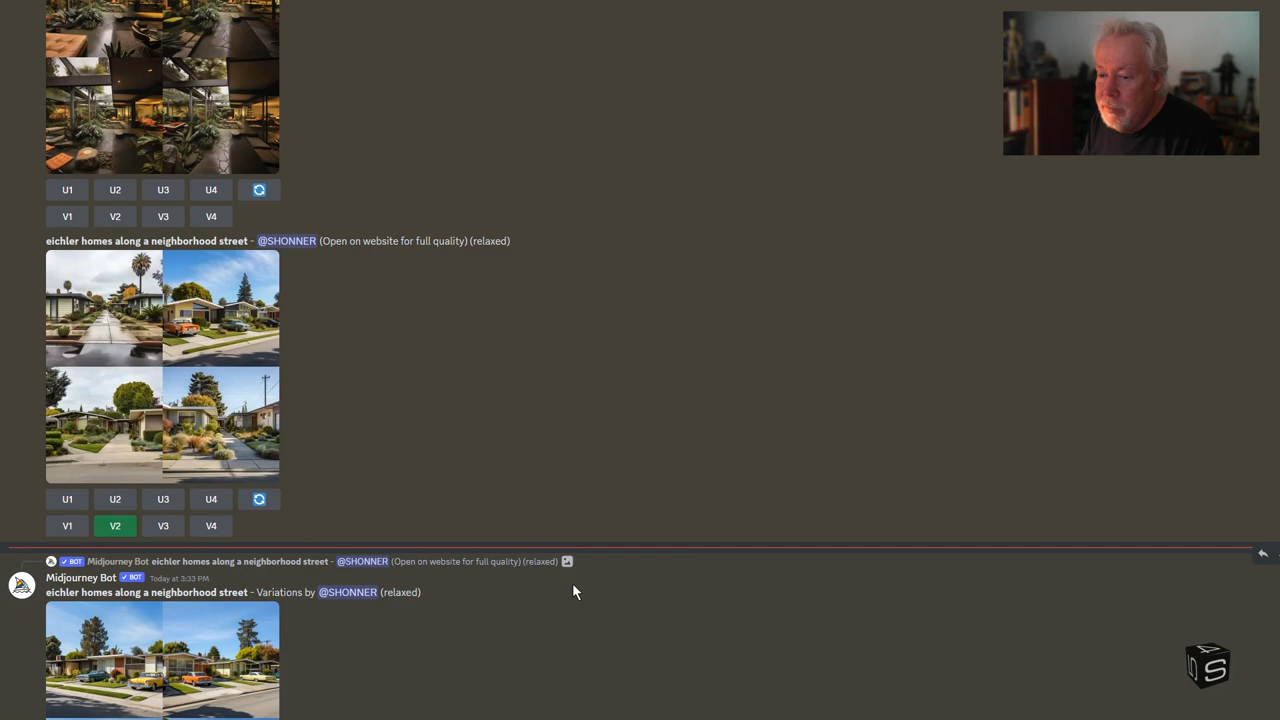 U1 U2 U3 U4
V1 V2 V3 V4
eichler homes along a neighborhood street - @SHONNER (Open on website for full quality) (relaxed)
U1 U2 U3 U4
V1 V2 V3 V4
BOT Midjourney Bot eichler homes along a neighborhood street - @SHONNER (Open on website for full quality) (relaxed)
Midjourney Bot BOT Today at 3:33 PM
eichler homes along a neighborhood street - Variations by @SHONNER (relaxed)
4
S S